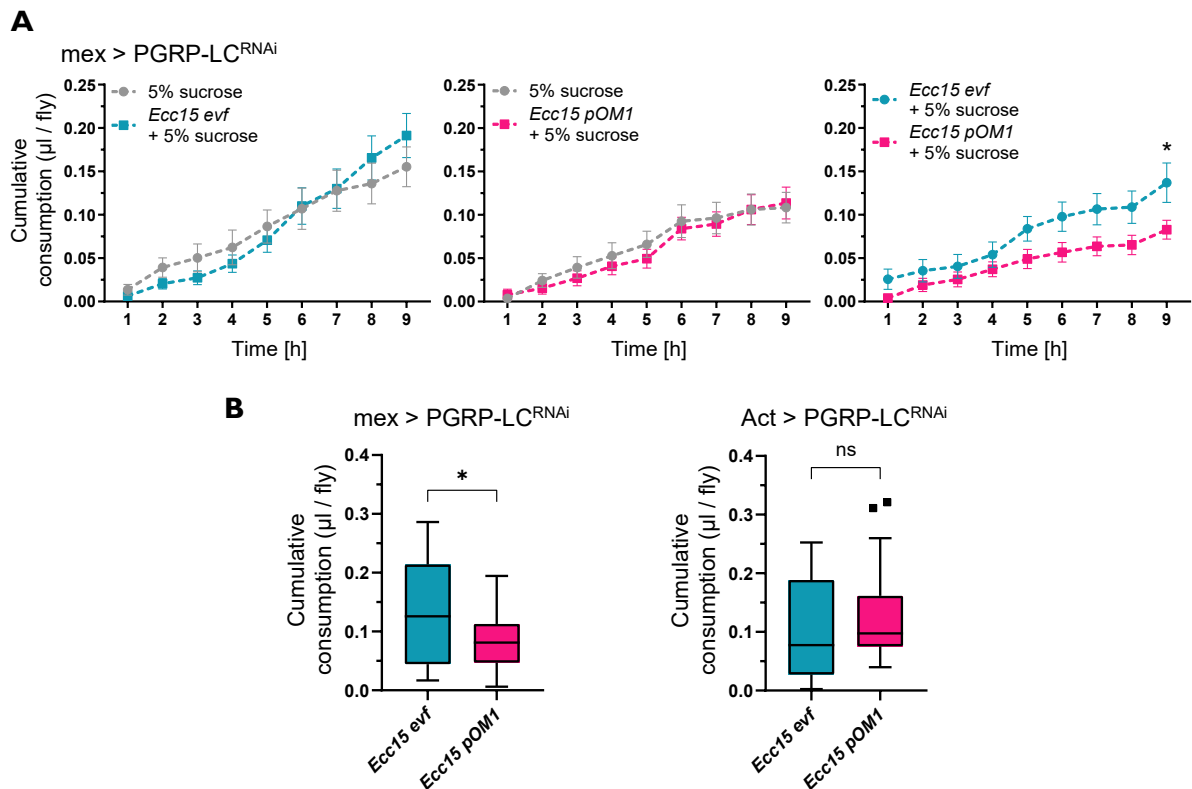 A
mex > PGRP-LC^RNAi
Cumulative
consumption (µl / fly)
0.25
0.20
0.15
0.10
0.05
0.00
5% sucrose
Ecc15 evf
+ 5% sucrose
1 2 3 4 5 6 7 8 9
Time [h]
0.25
0.20
0.15
0.10
0.05
0.00
5% sucrose
Ecc15 pOM1
+ 5% sucrose
1 2 3 4 5 6 7 8 9
Time [h]
0.25
0.20
0.15
0.10
0.05
0.00
Ecc15 evf
+ 5% sucrose
Ecc15 pOM1
+ 5% sucrose
*
1 2 3 4 5 6 7 8 9
Time [h]
B
mex > PGRP-LC^RNAi
Cumulative
consumption (µl / fly)
0.4
0.3
0.2
0.1
0.0
*
Ecc15 evf
Ecc15 pOM1
Act > PGRP-LC^RNAi
Cumulative
consumption (µl / fly)
0.4
0.3
0.2
0.1
0.0
ns
Ecc15 evf
Ecc15 pOM1